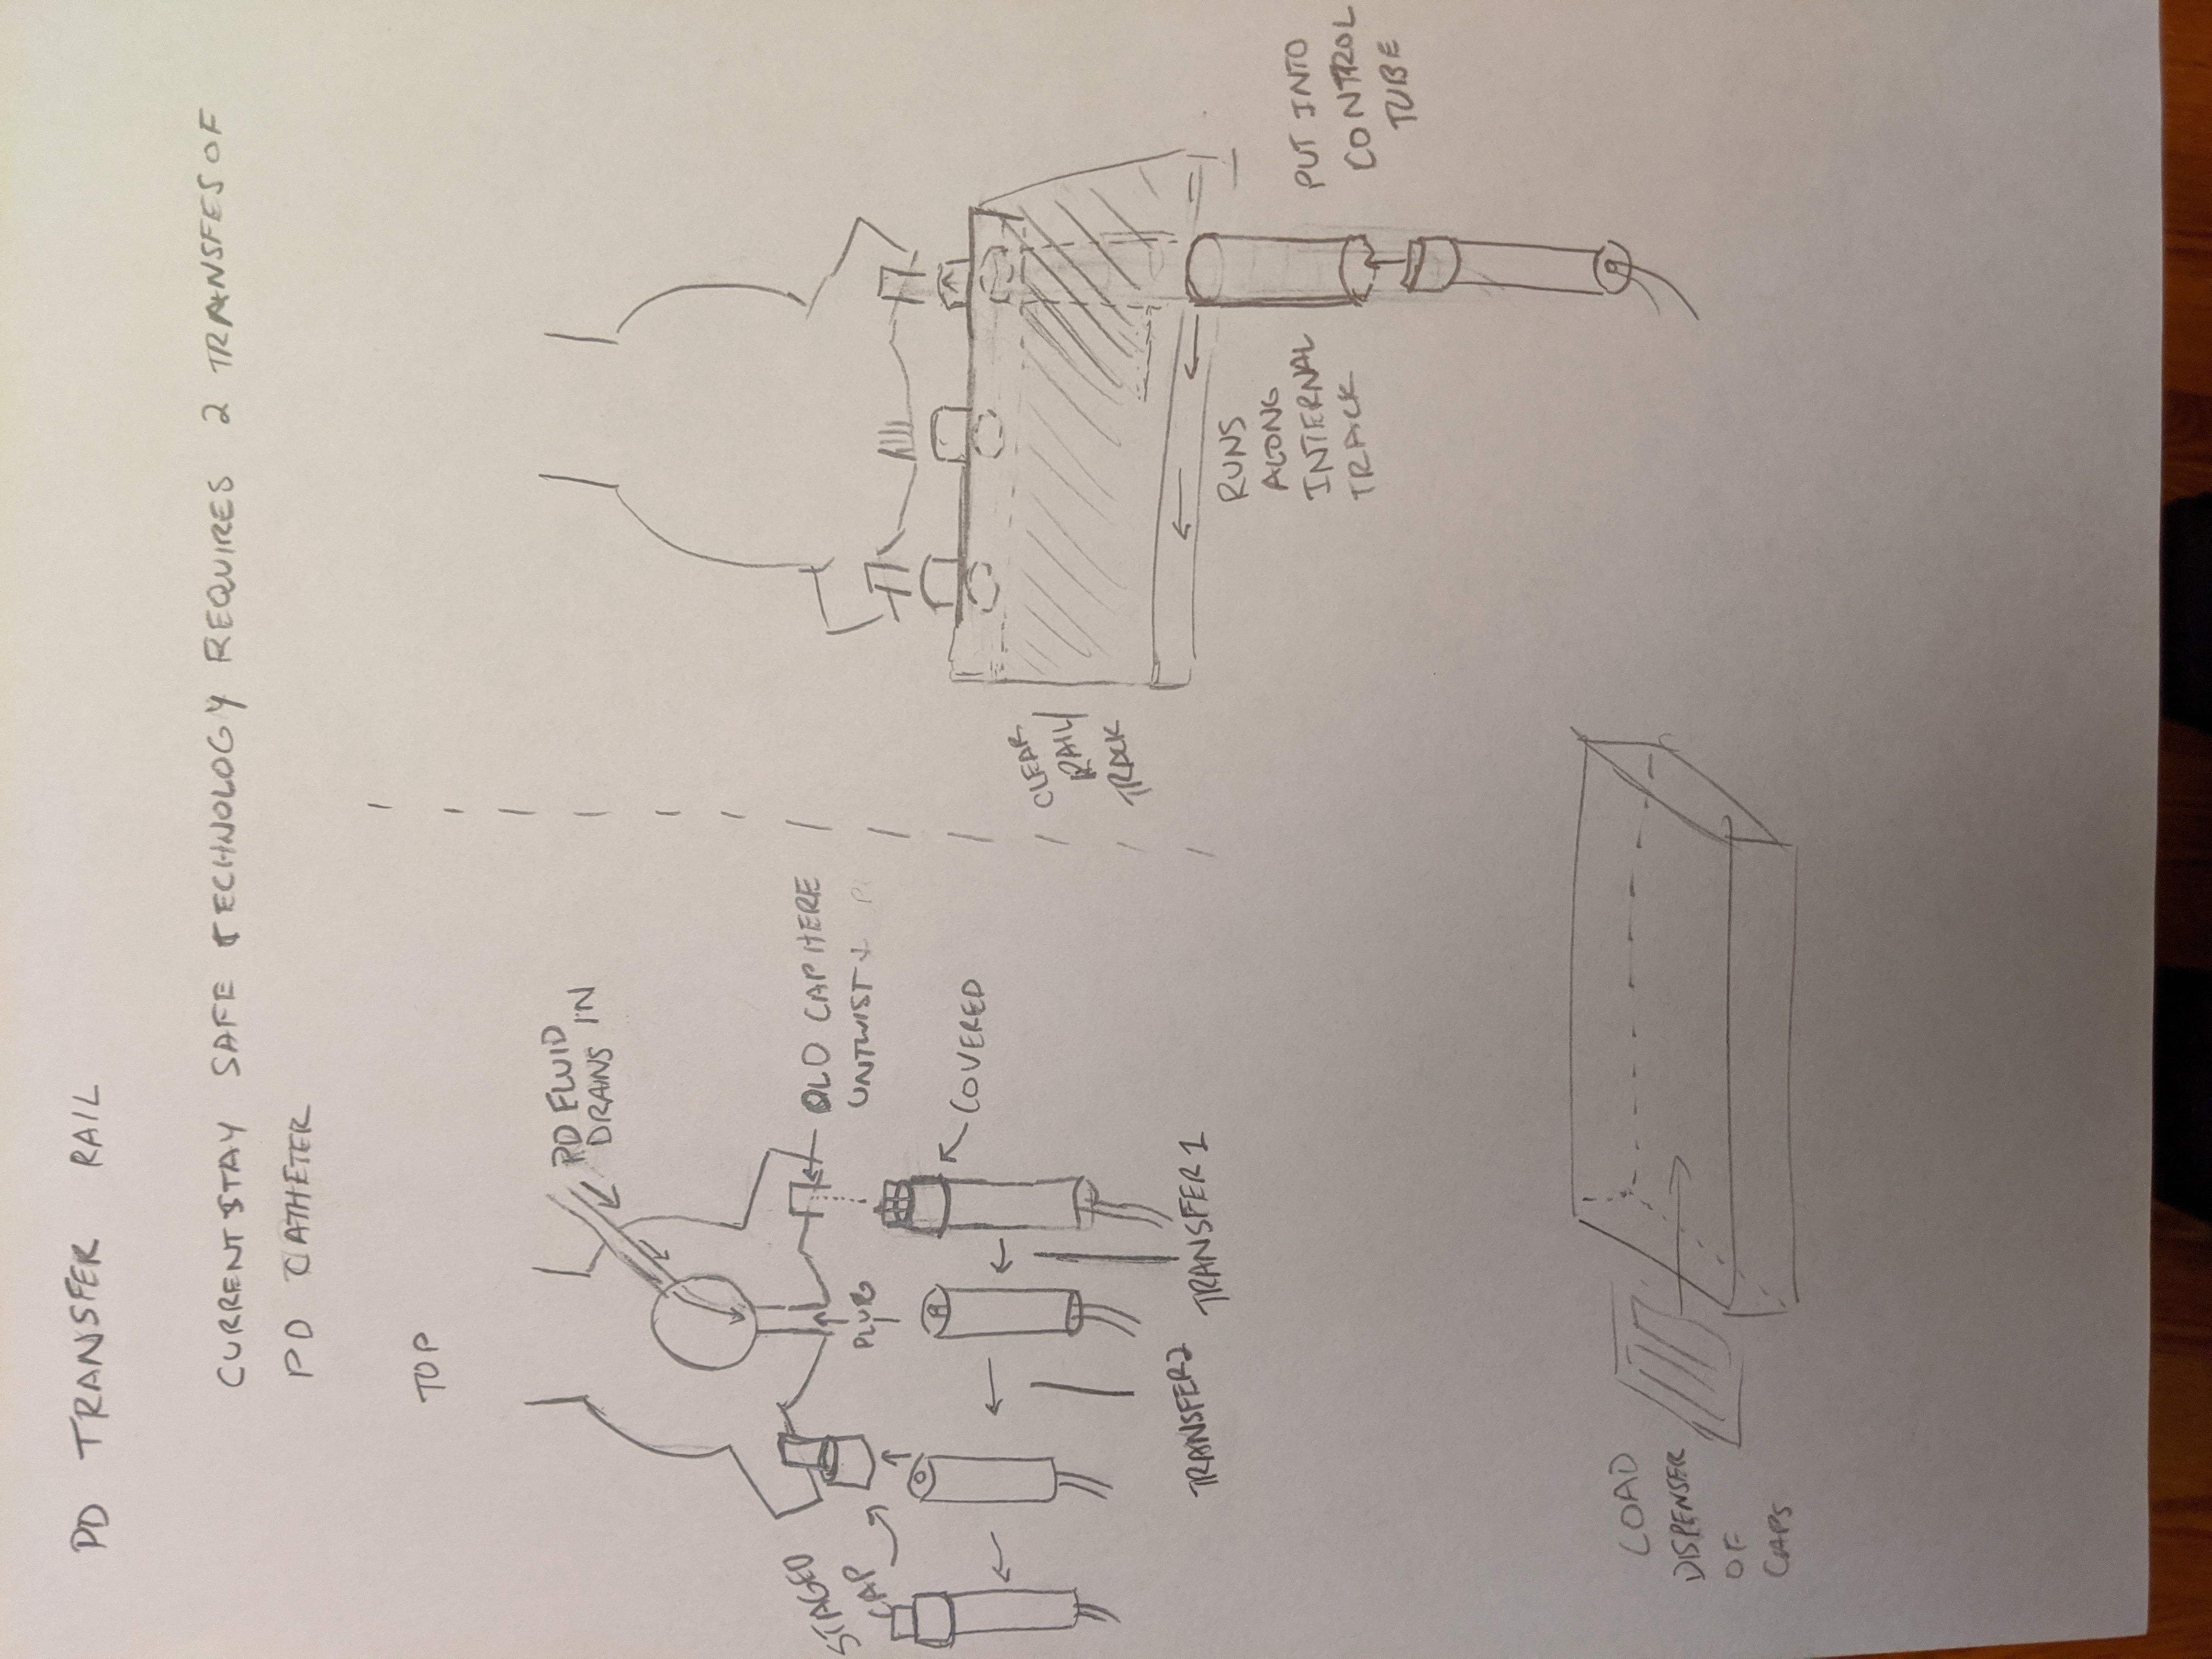 PD TRANSFER RAIL
CURRENT STAY SAFE TECHNOLOGY REQUIRES 2 TRANSFES OF
PD CATHETER
TOP
PD FLUID
DRAINS IN
STAGED
CAP
PLUG
OLD CAP HERE
UNTWIST +
COVERED
TRANSFER 2
TRANSFER 1
CLEAR
RAIL/
TRACK
RUNS
ALONG
INTERNAL
TRACK
PUT INTO
CONTROL
TUBE
LOAD
DISPENSER
OF
CAPS